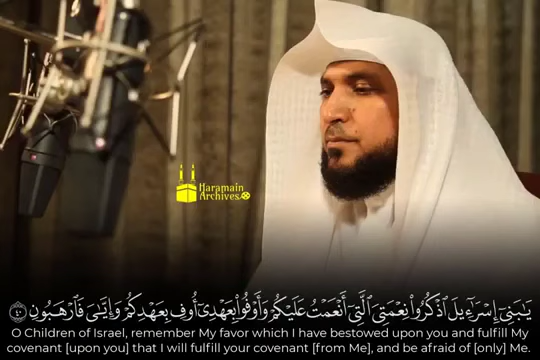 Haramain
Archives
يَـٰبَنِىٓ إِسْرَٰٓءِيلَ ٱذْكُرُوا۟ نِعْمَتِىَ ٱلَّتِىٓ أَنْعَمْتُ عَلَيْكُمْ وَأَوْفُوا۟ بِعَهْدِىٓ أُوفِ بِعَهْدِكُمْ وَإِيَّـٰىَ فَٱرْهَبُونِ ٤٠
O Children of Israel, remember My favor which I have bestowed upon you and fulfill My
covenant [upon you] that I will fulfill your covenant [from Me], and be afraid of [only] Me.